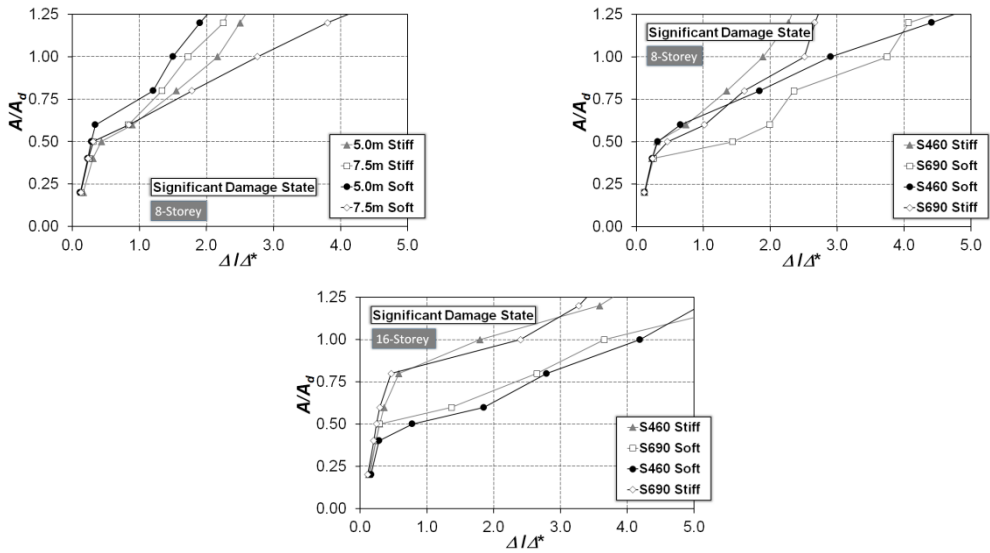 1.25
1.00
0.75
0.50
0.25
0.00
A/A_d
Significant Damage State
8-Storey
5.0m Stiff
7.5m Stiff
5.0m Soft
7.5m Soft
0.0 1.0 2.0 3.0 4.0 5.0
Δ/Δ*
1.25
1.00
0.75
0.50
0.25
0.00
A/A_d
Significant Damage State
8-Storey
S460 Stiff
S690 Soft
S460 Soft
S690 Stiff
0.0 1.0 2.0 3.0 4.0 5.0
Δ/Δ*
1.25
1.00
0.75
0.50
0.25
0.00
A/A_d
Significant Damage State
16-Storey
S460 Stiff
S690 Soft
S460 Soft
S690 Stiff
0.0 1.0 2.0 3.0 4.0 5.0
Δ/Δ*